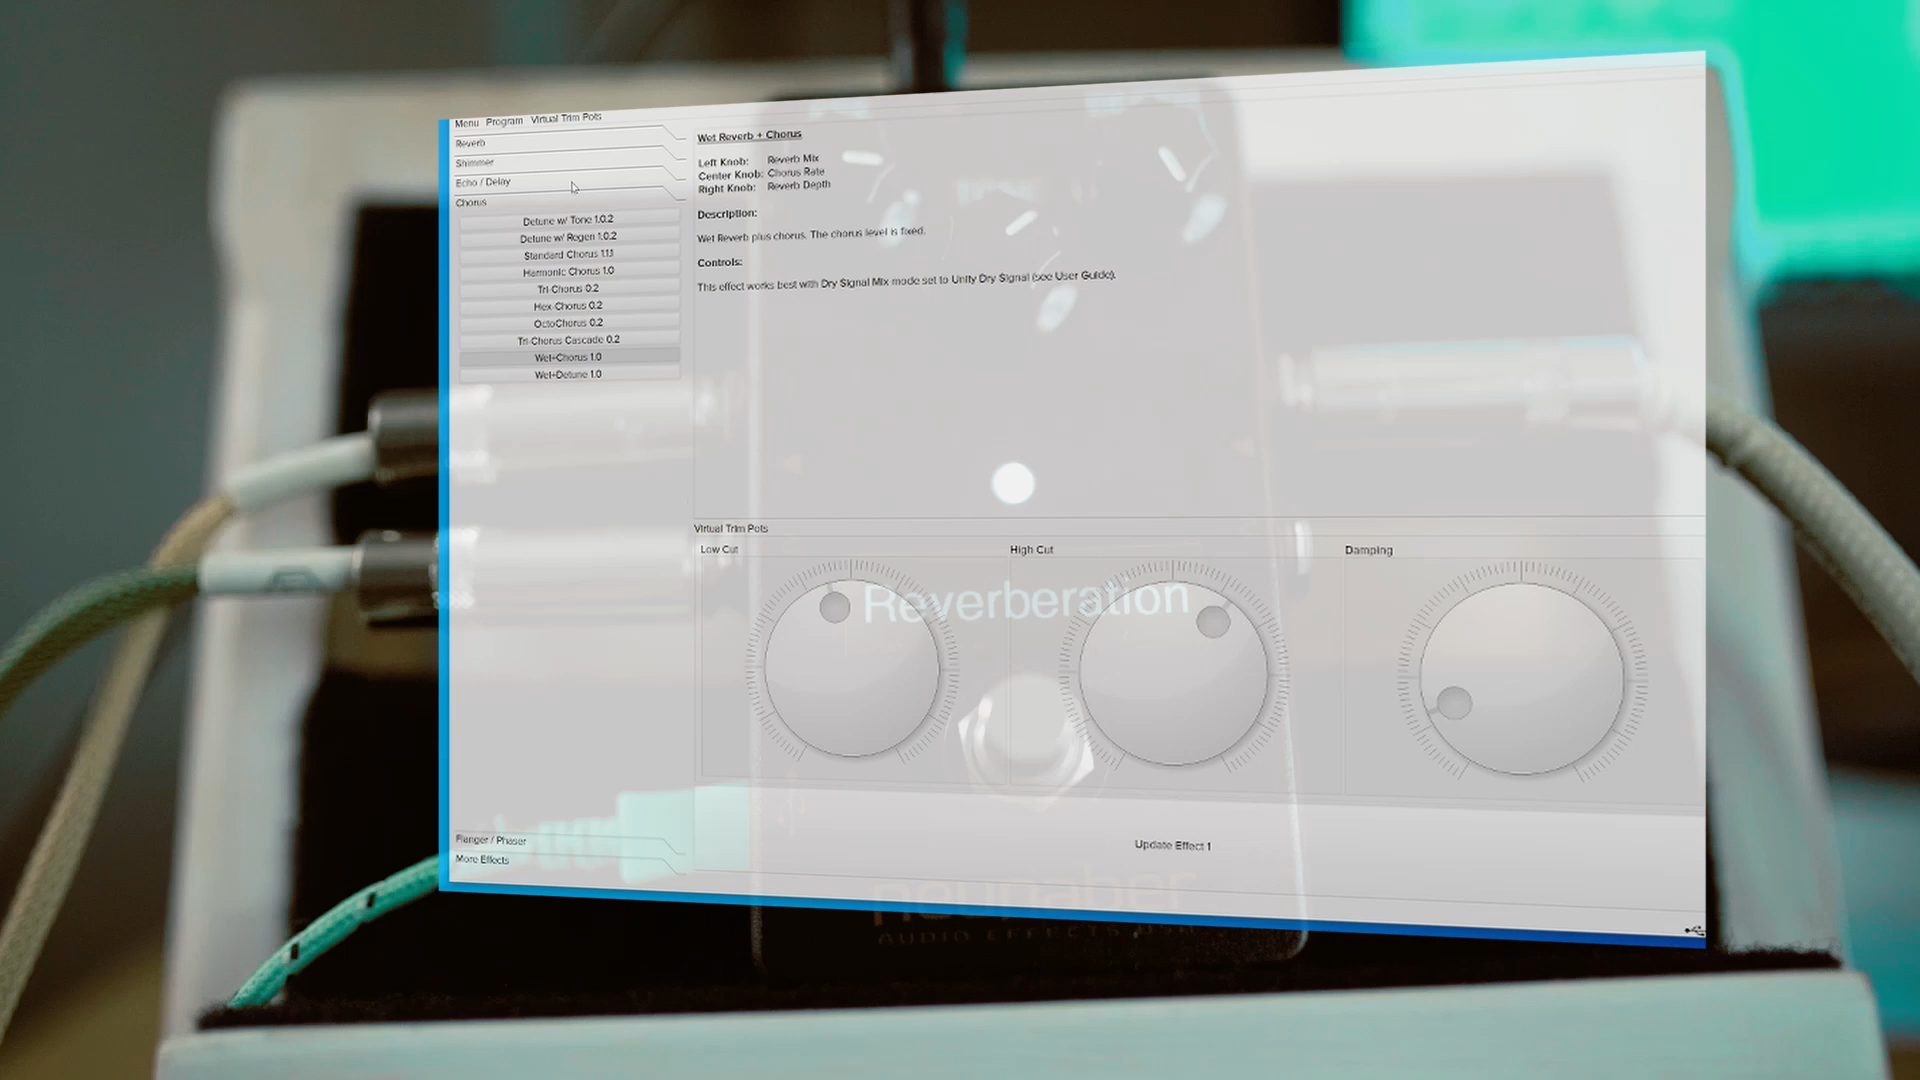 Menu Program Virtual Trim Pots
Reverb
Shimmer
Echo / Delay
Chorus
Detune w/ Tone 1.0.2
Detune w/ Regen 1.0.2
Standard Chorus 1.1.1
Harmonic Chorus 1.0
Tri-Chorus 0.2
Hex-Chorus 0.2
OctoChorus 0.2
Tri-Chorus Cascade 0.2
Wet+Chorus 1.0
Wet+Detune 1.0
Flanger / Phaser
More Effects
Wet Reverb + Chorus
Left Knob: Reverb Mix
Center Knob: Chorus Rate
Right Knob: Reverb Depth
Description:
Wet Reverb plus chorus. The chorus level is fixed.
Controls:
This effect works best with Dry Signal Mix mode set to Unity Dry Signal (see User Guide).
Virtual Trim Pots
Low Cut
High Cut
Damping
Reverberation
Update Effect 1
neunaber
AUDIO EFFECTS USA